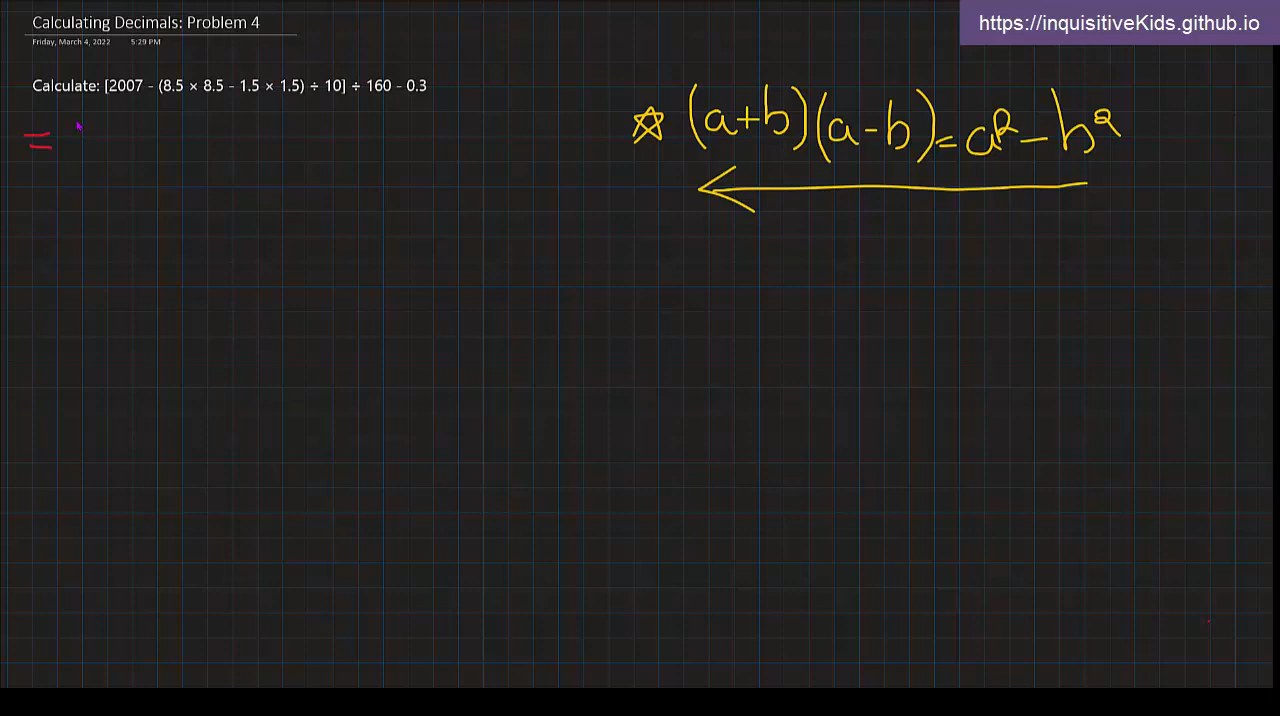 Calculating Decimals: Problem 4
https://inquisitiveKids.github.io
Friday, March 4, 2022 5:29 PM
Calculate: [2007 - (8.5 × 8.5 - 1.5 × 1.5) ÷ 10] ÷ 160 - 0.3
☆ (a+b)(a-b)=a²-b²
=